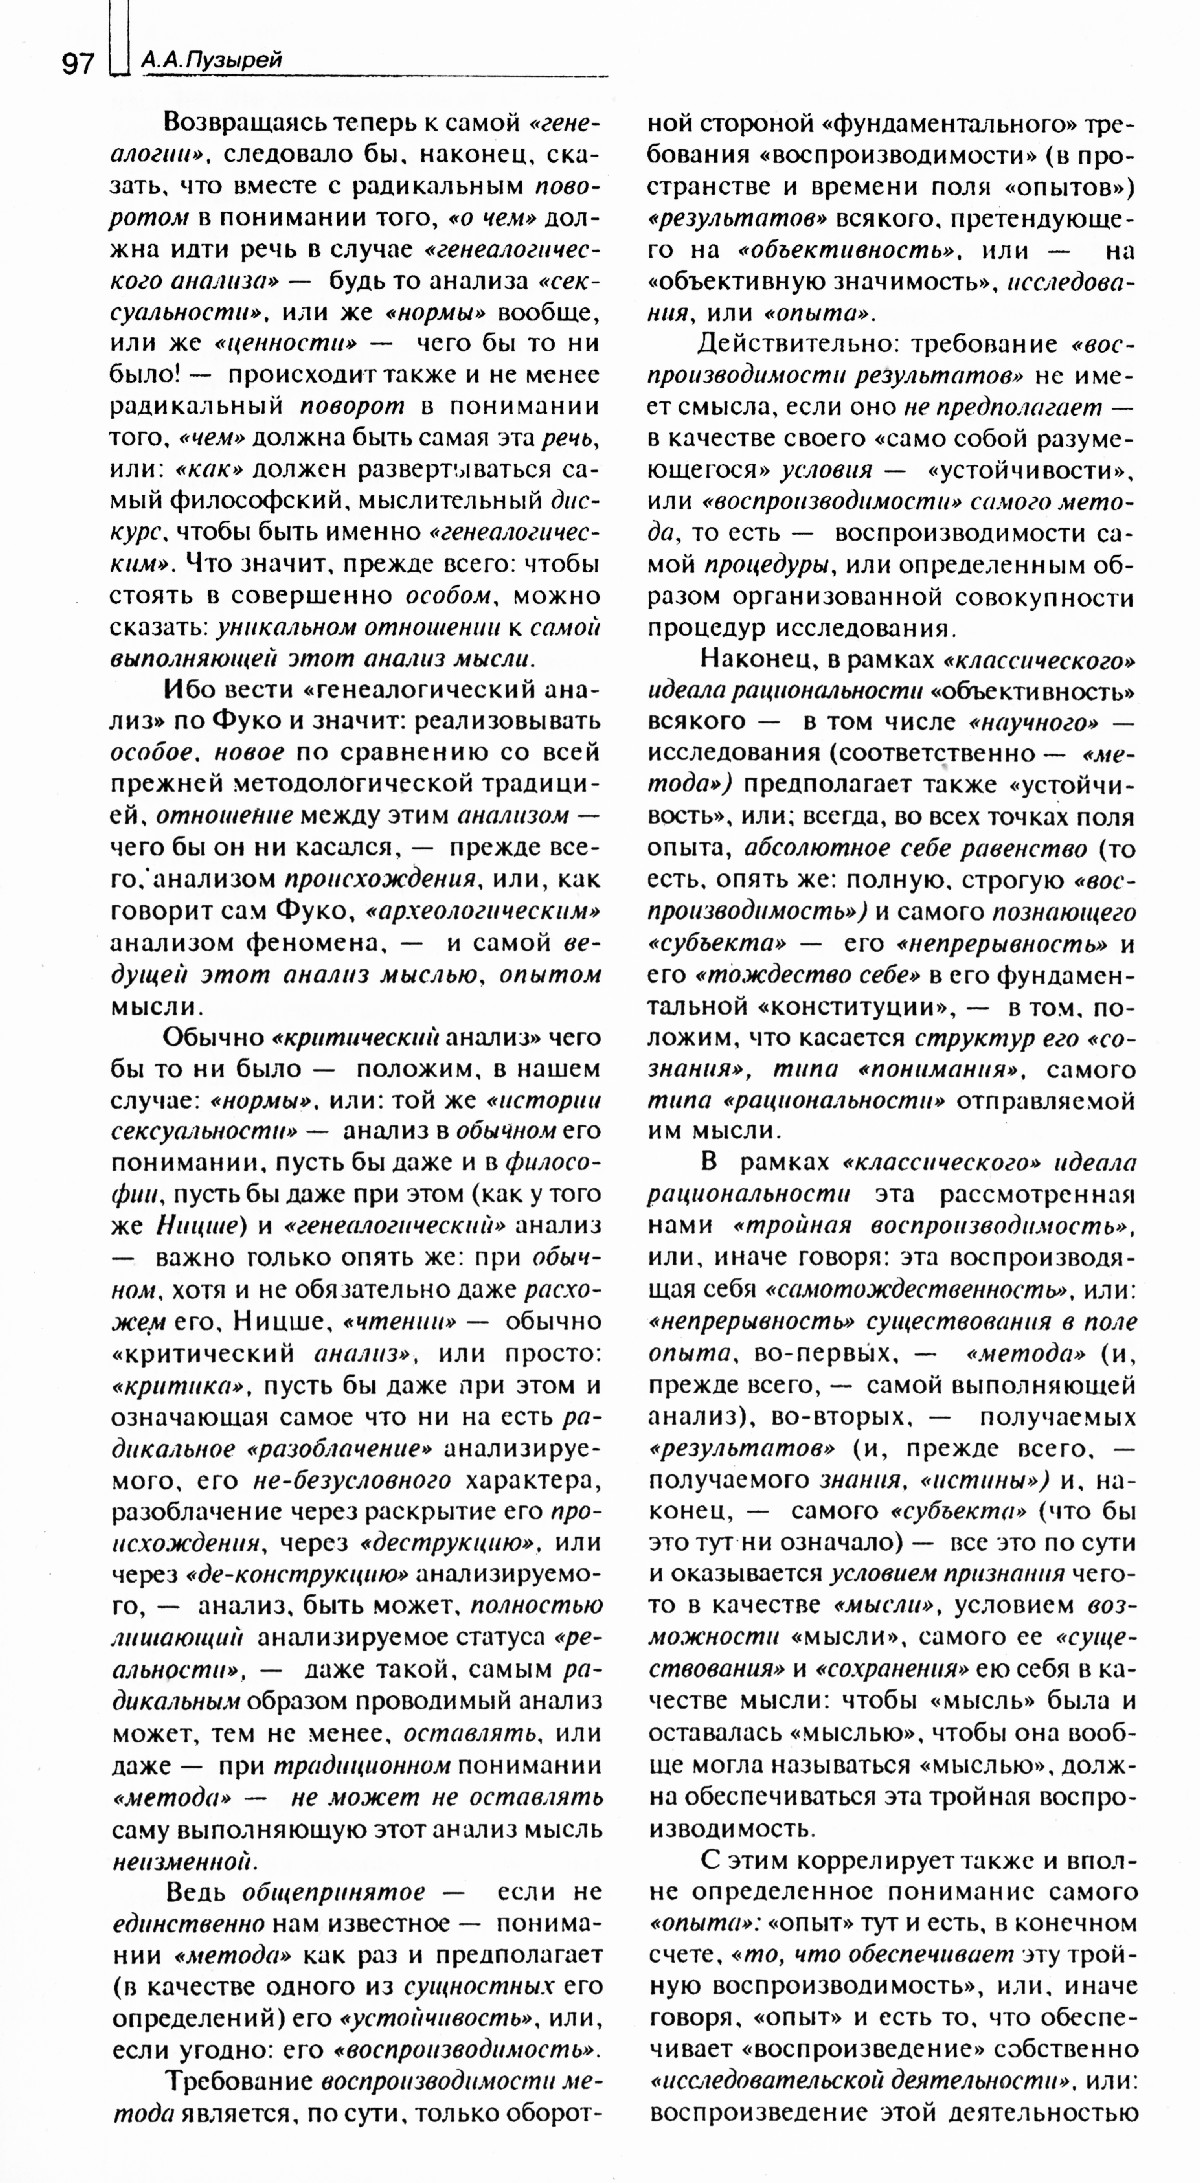 97
А.А.Пузырей
Возвращаясь теперь к самой «гене-
алогии», следовало бы, наконец, ска-
зать, что вместе с радикальным пово-
ротом в понимании того, «о чем» дол-
жна идти речь в случае «генеалогичес-
кого анализа» — будь то анализа «сек-
суальности», или же «нормы» вообще,
или же «ценности» — чего бы то ни
было! — происходит также и не менее
радикальный поворот в понимании
того, «чем» должна быть самая эта речь,
или: «как» должен развертываться са-
мый философский, мыслительный дис-
курс, чтобы быть именно «генеалогичес-
ким». Что значит, прежде всего: чтобы
стоять в совершенно особом, можно
сказать: уникальном отношении к самой
выполняющей этот анализ мысли.
Ибо вести «генеалогический ана-
лиз» по Фуко и значит: реализовывать
особое, новое по сравнению со всей
прежней методологической традици-
ей, отношение между этим анализом —
чего бы он ни касался, — прежде все-
го, анализом происхождения, или, как
говорит сам Фуко, «археологическим»
анализом феномена, — и самой ве-
дущей этот анализ мыслью, опытом
мысли.
Обычно «критический анализ» чего
бы то ни было — положим, в нашем
случае: «нормы», или: той же «истории
сексуальности» — анализ в обычном его
понимании, пусть бы даже и в филосо-
фии, пусть бы даже при этом (как у того
же Ницше) и «генеалогический» анализ
— важно только опять же: при обыч-
ном, хотя и не обязательно даже расхо-
жем его, Ницше, «чтении» — обычно
«критический анализ», или просто:
«критика», пусть бы даже при этом и
означающая самое что ни на есть ра-
дикальное «разоблачение» анализируе-
мого, его не-безусловного характера,
разоблачение через раскрытие его про-
исхождения, через «деструкцию», или
через «де-конструкцию» анализируемо-
го, — анализ, быть может, полностью
лишающий анализируемое статуса «ре-
альности», — даже такой, самым ра-
дикальным образом проводимый анализ
может, тем не менее, оставлять, или
даже — при традиционном понимании
«метода» — не может не оставлять
саму выполняющую этот анализ мысль
неизменной.
Ведь общепринятое — если не
единственно нам известное — понима-
нии «метода» как раз и предполагает
(в качестве одного из сущностных его
определений) его «устойчивость», или,
если угодно: его «воспроизводимость».
Требование воспроизводимости ме-
тода является, по сути, только оборот-
ной стороной «фундаментального» тре-
бования «воспроизводимости» (в про-
странстве и времени поля «опытов»)
«результатов» всякого, претендующе-
го на «объективность», или — на
«объективную значимость», исследова-
ния, или «опыта».
Действительно: требование «вос-
производимости результатов» не име-
ет смысла, если оно не предполагает —
в качестве своего «само собой разуме-
ющегося» условия — «устойчивости»,
или «воспроизводимости» самого мето-
да, то есть — воспроизводимости са-
мой процедуры, или определенным об-
разом организованной совокупности
процедур исследования.
Наконец, в рамках «классического»
идеала рациональности «объективность»
всякого — в том числе «научного» —
исследования (соответственно — «ме-
тода») предполагает также «устойчи-
вость», или; всегда, во всех точках поля
опыта, абсолютное себе равенство (то
есть, опять же: полную, строгую «вос-
производимость») и самого познающего
«субъекта» — его «непрерывность» и
его «тождество себе» в его фундамен-
тальной «конституции», — в том, по-
ложим, что касается структур его «со-
знания», типа «понимания», самого
типа «рациональности» отправляемой
им мысли.
В рамках «классического» идеала
рациональности эта рассмотренная
нами «тройная воспроизводимость»,
или, иначе говоря: эта воспроизводя-
щая себя «самотождественность», или:
«непрерывность» существования в поле
опыта, во-первых, — «метода» (и,
прежде всего, — самой выполняющей
анализ), во-вторых, — получаемых
«результатов» (и, прежде всего, —
получаемого знания, «истины») и, на-
конец, — самого «субъекта» (что бы
это тут ни означало) — все это по сути
и оказывается условием признания чего-
то в качестве «мысли», условием воз-
можности «мысли», самого ее «суще-
ствования» и «сохранения» ею себя в ка-
честве мысли: чтобы «мысль» была и
оставалась «мыслью», чтобы она вооб-
ще могла называться «мыслью», долж-
на обеспечиваться эта тройная воспро-
изводимость.
С этим коррелирует также и впол-
не определенное понимание самого
«опыта»: «опыт» тут и есть, в конечном
счете, «то, что обеспечивает эту трой-
ную воспроизводимость», или, иначе
говоря, «опыт» и есть то, что обеспе-
чивает «воспроизведение» собственно
«исследовательской деятельности», или:
воспроизведение этой деятельностью